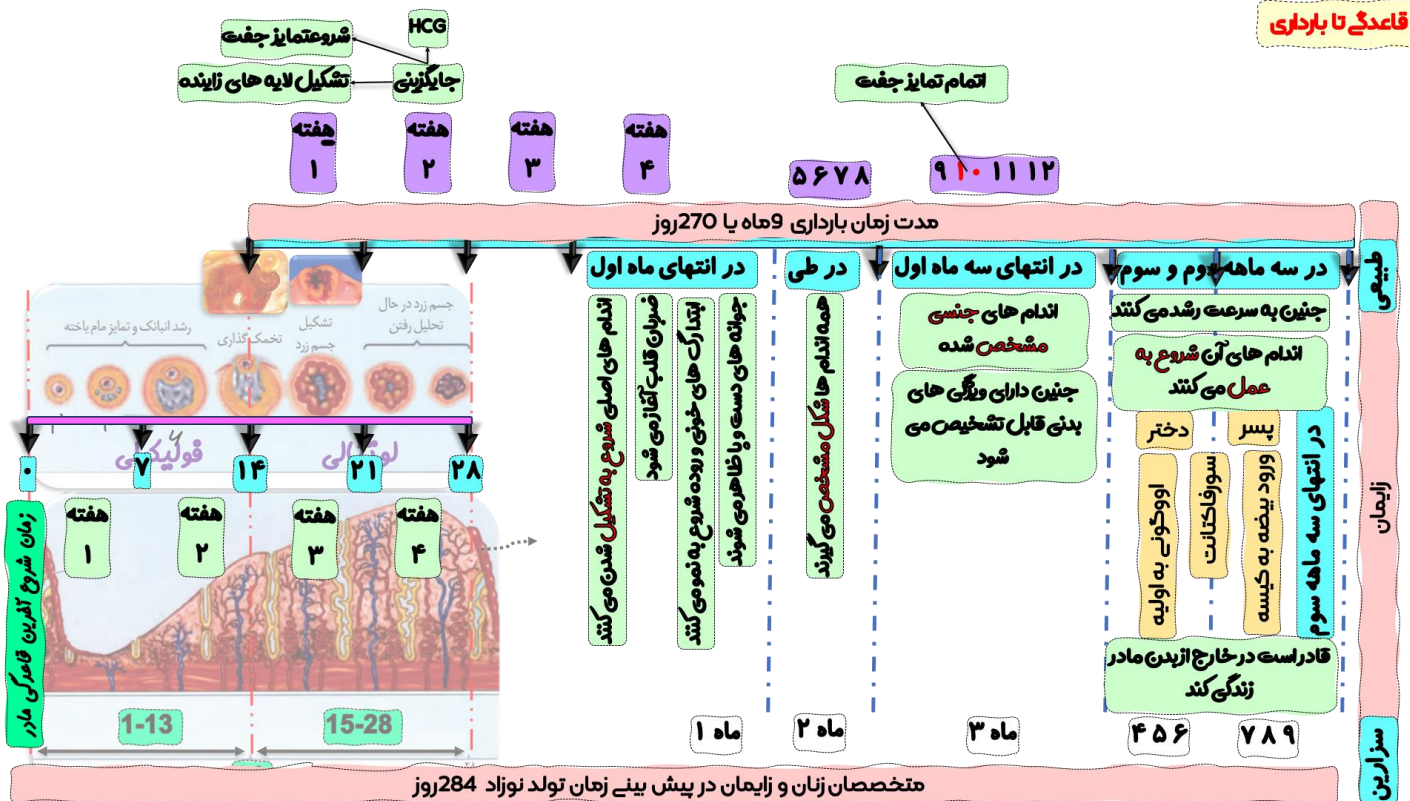 قاعدگی تا بارداری
HCG
شروعتمایز جفت
جایگزینی
تشکیل لایه های زاینده
اتمام تمایز جفت
هفته
۱
هفته
۲
هفته
۳
هفته
۴
۵ ۶ ۷ ۸
۹ ۱۰ ۱۱ ۱۲
مدت زمان بارداری 9ماه یا 270روز
طبیعی
زایمان
سزارین
در انتهای ماه اول
اندام های اصلی شروع به تشکیل شدن می کنند
ضربان قلب آغاز می شود
ابتدا رگ های خونی و روده شروع به نمو می کنند
جوانه های دست و پا ظاهر می شوند
در طی
همه اندام ها شکل مشخص می گیرند
در انتهای سه ماه اول
اندام های جنسی
مشخص شده
جنین دارای ویژگی های
بدنی قابل تشخیص می
شود
در سه ماهه دوم و سوم
جنین به سرعت رشد می کنند
اندام های آن شروع به
عمل می کنند
در انتهای سه ماهه سوم
پسر
ورود بیضه به کیسه
سورفاکتانت
دختر
اووگونی به اولیه
قادر است در خارج از بدن مادر
زندگی کند
رشد انبانک و تمایز مام یاخته
تخمک گذاری
تشکیل
جسم زرد
جسم زرد در حال
تحلیل رفتن
فولیکولی
لوتئالی
۰
۷
۱۴
۲۱
۲۸
هفته
۱
هفته
۲
هفته
۳
هفته
۴
زمان شروع آخرین قاعدگی مادر
1-13
15-28
ماه ۱
ماه ۲
ماه ۳
۴ ۵ ۶
۷ ۸ ۹
متخصصان زنان و زایمان در پیش بینی زمان تولد نوزاد 284روز